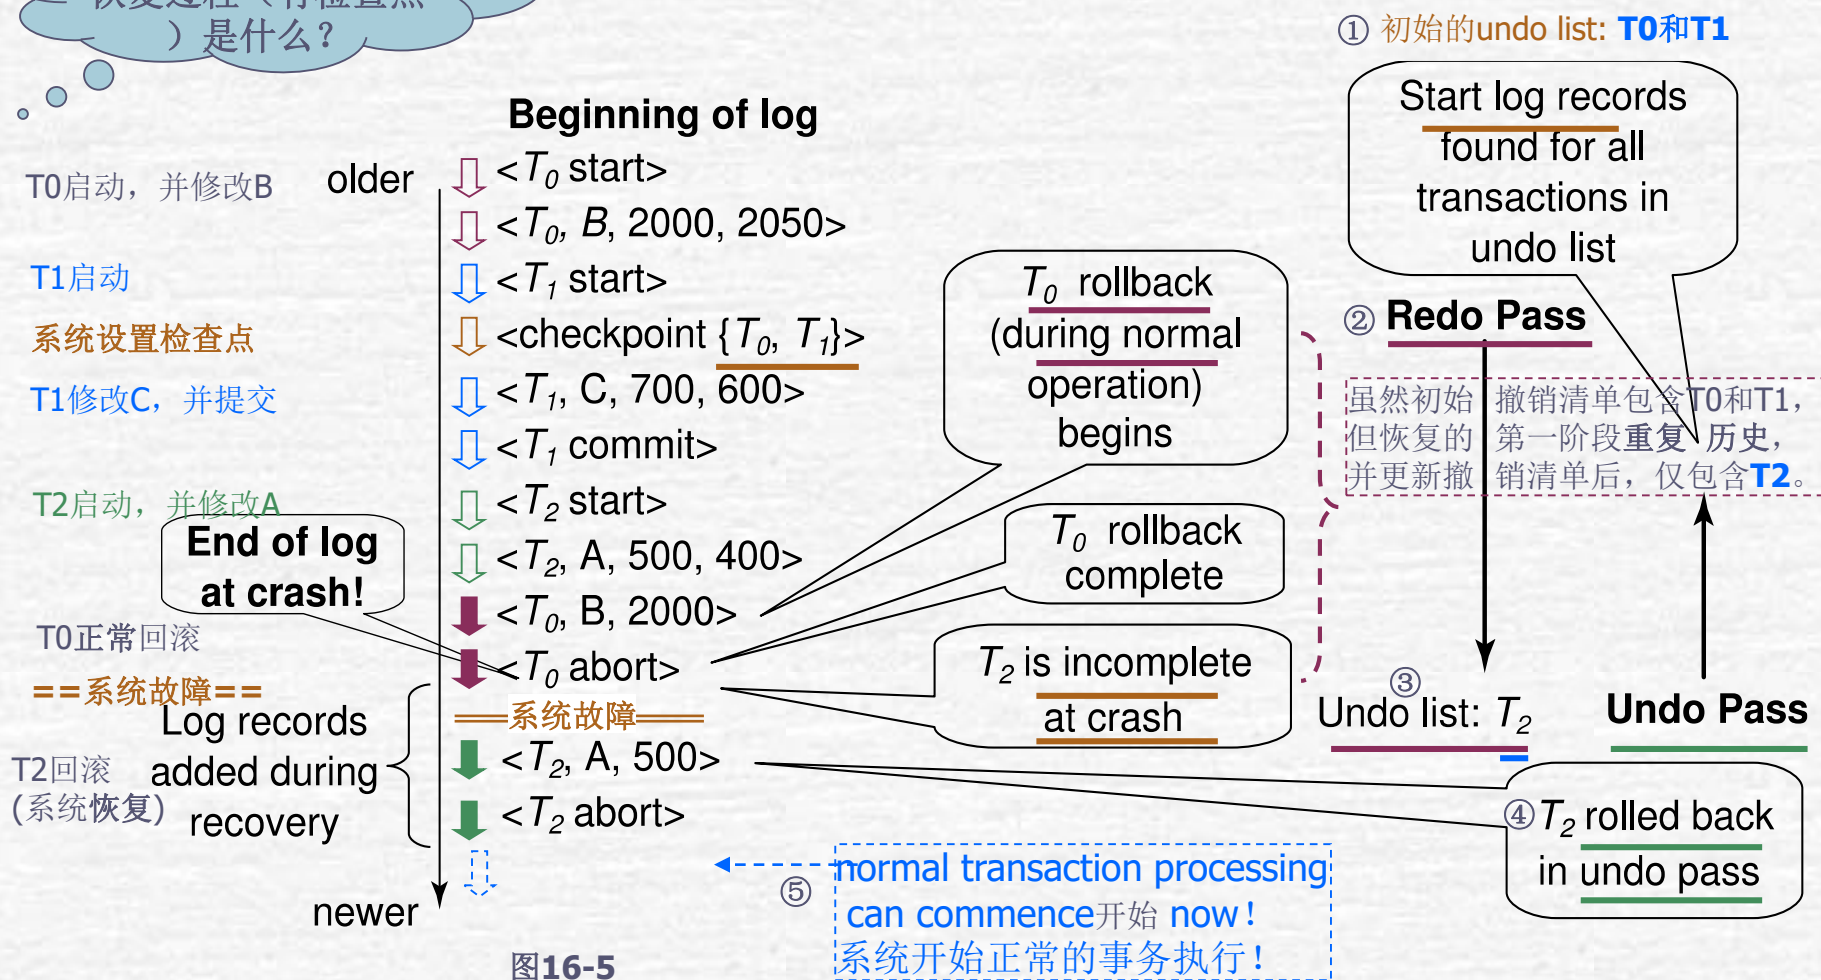 恢复过程（有检查点
）是什么？
① 初始的undo list: T0和T1
Start log records
found for all
transactions in
undo list
Beginning of log
older
T0启动，并修改B
<T0 start>
<T0, B, 2000, 2050>
T1启动
<T1 start>
系统设置检查点
<checkpoint {T0, T1}>
T1修改C，并提交
<T1, C, 700, 600>
<T1 commit>
T2启动，并修改A
<T2 start>
<T2, A, 500, 400>
End of log
at crash!
<T0, B, 2000>
T0正常回滚
<T0 abort>
==系统故障==
══系统故障══
Log records
added during
recovery
T2回滚
(系统恢复)
<T2, A, 500>
<T2 abort>
newer
T0 rollback
(during normal
operation)
begins
T0 rollback
complete
T2 is incomplete
at crash
② Redo Pass
虽然初始 撤销清单包含T0和T1，
但恢复的 第一阶段重复 历史，
并更新撤 销清单后，仅包含T2。
③
Undo list: T2
Undo Pass
④ T2 rolled back
in undo pass
⑤
normal transaction processing
can commence开始 now！
系统开始正常的事务执行！
图16-5